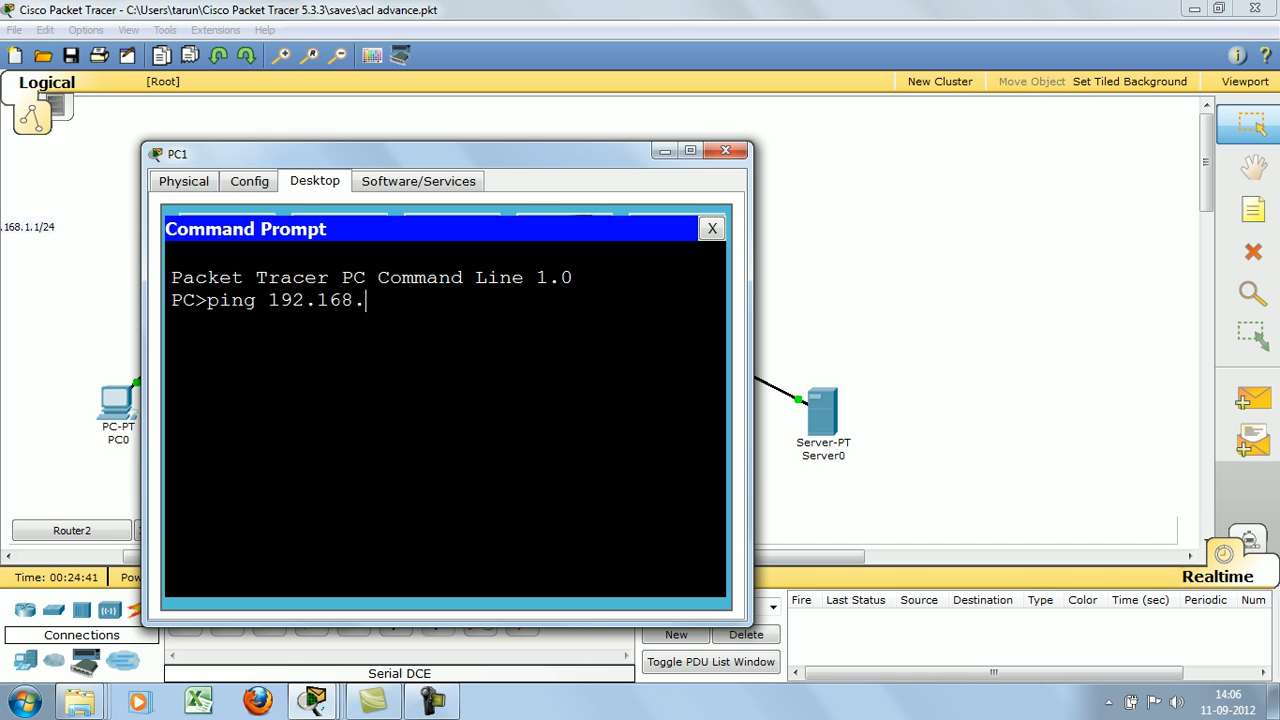 Cisco Packet Tracer - C:\Users\tarun\Cisco Packet Tracer 5.3.3\saves\acl advance.pkt
File Edit Options View Tools Extensions Help
Logical [Root] New Cluster Move Object Set Tiled Background Viewport
PC1
Physical Config Desktop Software/Services
.168.1.1/24
Command Prompt X
Packet Tracer PC Command Line 1.0
PC>ping 192.168.
PC-PT
PC0
Server-PT
Server0
Router2
Time: 00:24:41 Pow
Realtime
Fire Last Status Source Destination Type Color Time (sec) Periodic Num
Connections
New Delete
Toggle PDU List Window
Serial DCE
14:06
11-09-2012